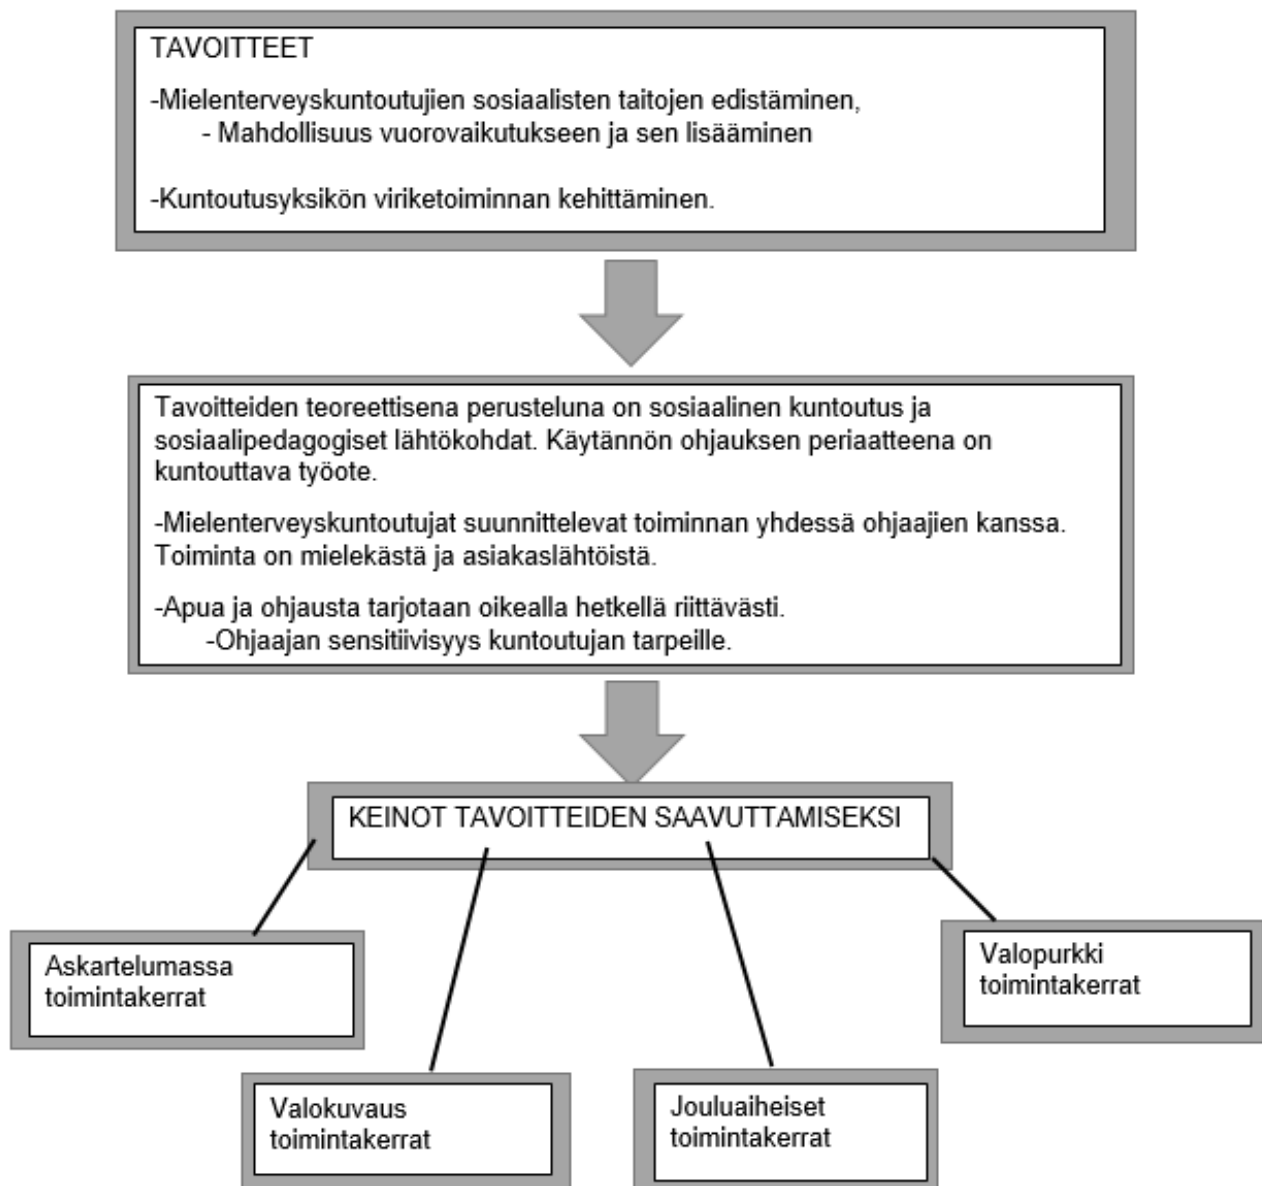 TAVOITTEET
-Mielenterveyskuntoutujien sosiaalisten taitojen edistäminen,
- Mahdollisuus vuorovaikutukseen ja sen lisääminen
-Kuntoutusyksikön viriketoiminnan kehittäminen.
Tavoitteiden teoreettisena perusteluna on sosiaalinen kuntoutus ja
sosiaalipedagogiset lähtökohdat. Käytännön ohjauksen periaatteena on
kuntouttava työote.
-Mielenterveyskuntoutujat suunnittelevat toiminnan yhdessä ohjaajien kanssa.
Toiminta on mielekästä ja asiakaslähtöistä.
-Apua ja ohjausta tarjotaan oikealla hetkellä riittävästi.
-Ohjaajan sensitiivisyys kuntoutujan tarpeille.
KEINOT TAVOITTEIDEN SAAVUTTAMISEKSI
Askartelumassa
toimintakerrat
Valokuvaus
toimintakerrat
Jouluaiheiset
toimintakerrat
Valopurkki
toimintakerrat